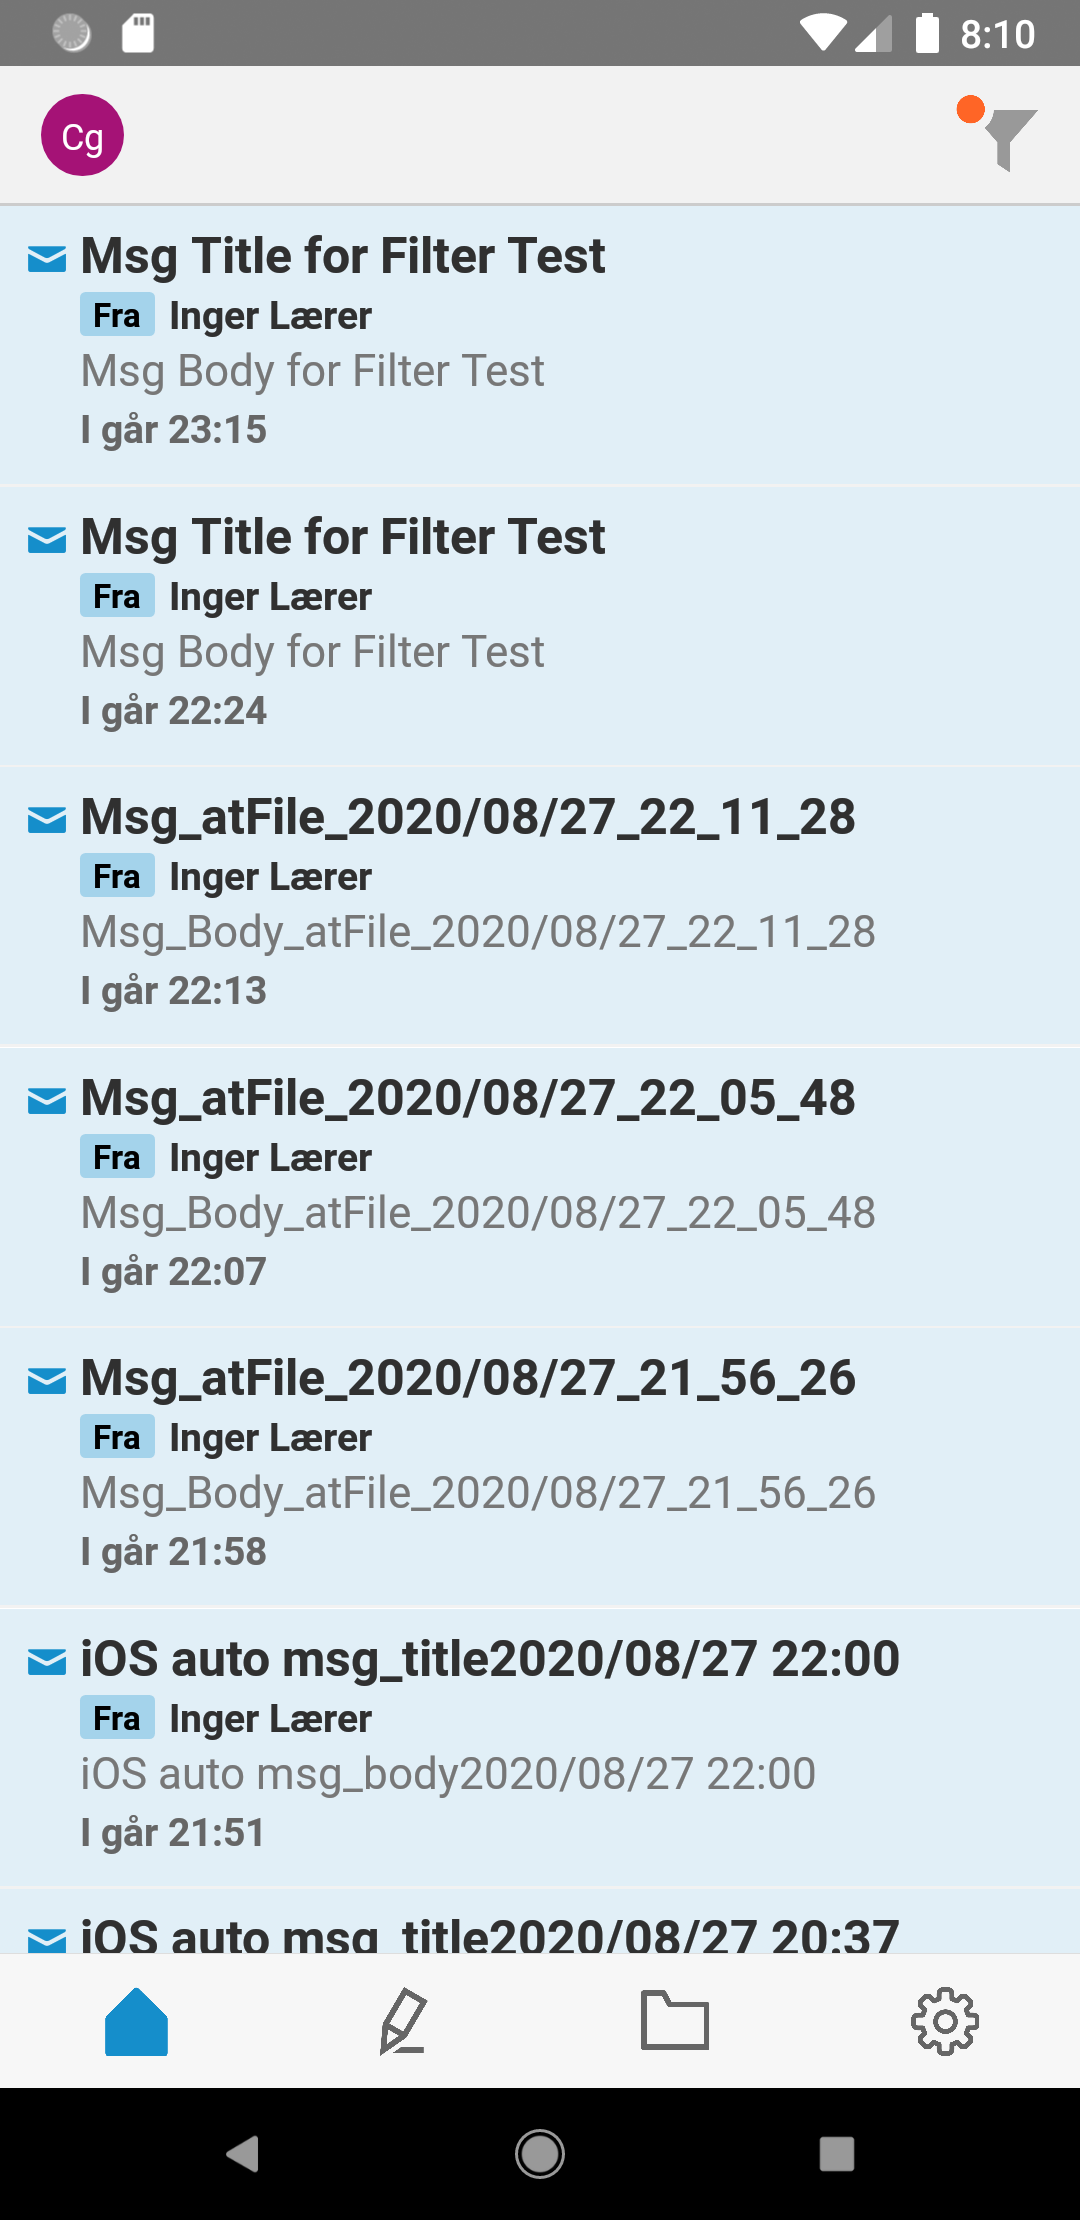 8:10
Cg
Msg Title for Filter Test
Fra Inger Lærer
Msg Body for Filter Test
I går 23:15
Msg Title for Filter Test
Fra Inger Lærer
Msg Body for Filter Test
I går 22:24
Msg_atFile_2020/08/27_22_11_28
Fra Inger Lærer
Msg_Body_atFile_2020/08/27_22_11_28
I går 22:13
Msg_atFile_2020/08/27_22_05_48
Fra Inger Lærer
Msg_Body_atFile_2020/08/27_22_05_48
I går 22:07
Msg_atFile_2020/08/27_21_56_26
Fra Inger Lærer
Msg_Body_atFile_2020/08/27_21_56_26
I går 21:58
iOS auto msg_title2020/08/27 22:00
Fra Inger Lærer
iOS auto msg_body2020/08/27 22:00
I går 21:51
iOS auto msg_title2020/08/27 20:37